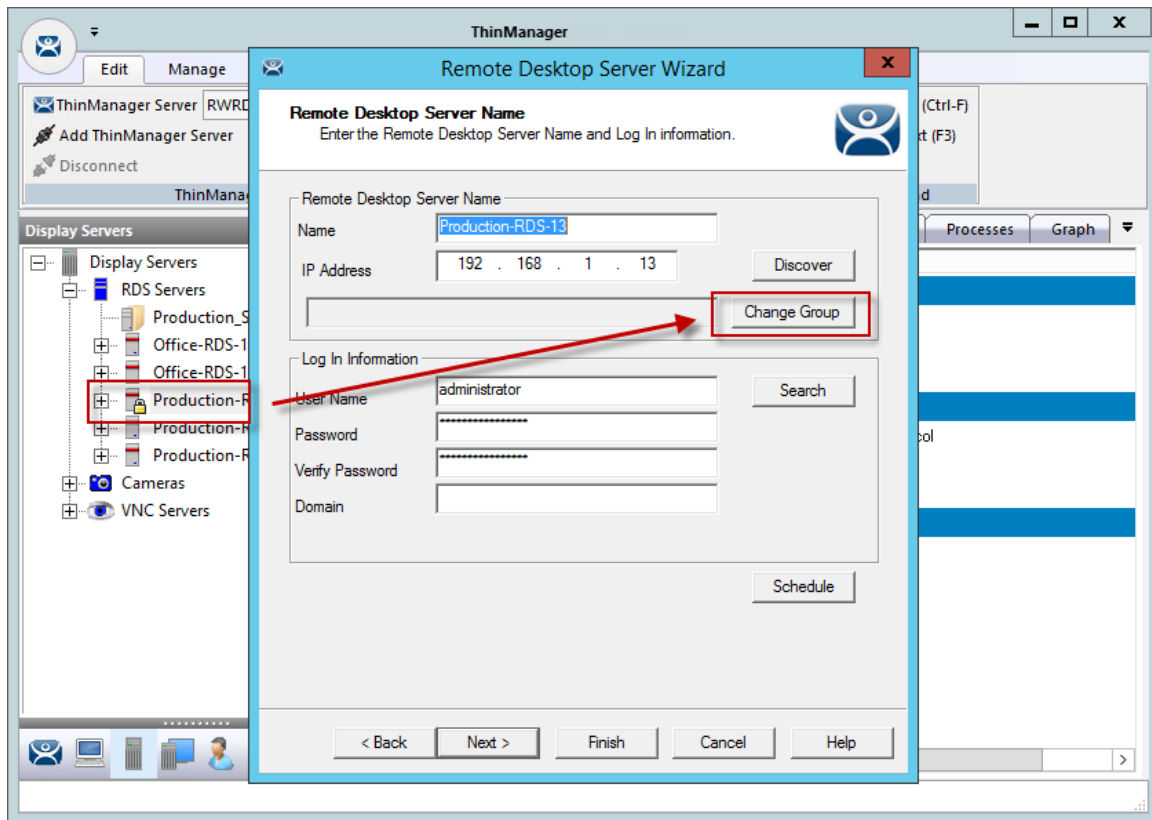 ThinManager
Edit Manage
ThinManager Server RWRD
Add ThinManager Server
Disconnect
ThinMana
(Ctrl-F)
xt (F3)
d
Display Servers
Display Servers
RDS Servers
Production_S
Office-RDS-1
Office-RDS-1
Production-R
Production-R
Production-R
Cameras
VNC Servers
Processes Graph
col
Remote Desktop Server Wizard
x
Remote Desktop Server Name
Enter the Remote Desktop Server Name and Log In information.
Remote Desktop Server Name
Name Production-RDS-13
IP Address 192 . 168 . 1 . 13 Discover
Change Group
Log In Information
User Name administrator Search
Password ****************
Verify Password ****************
Domain
Schedule
< Back Next > Finish Cancel Help